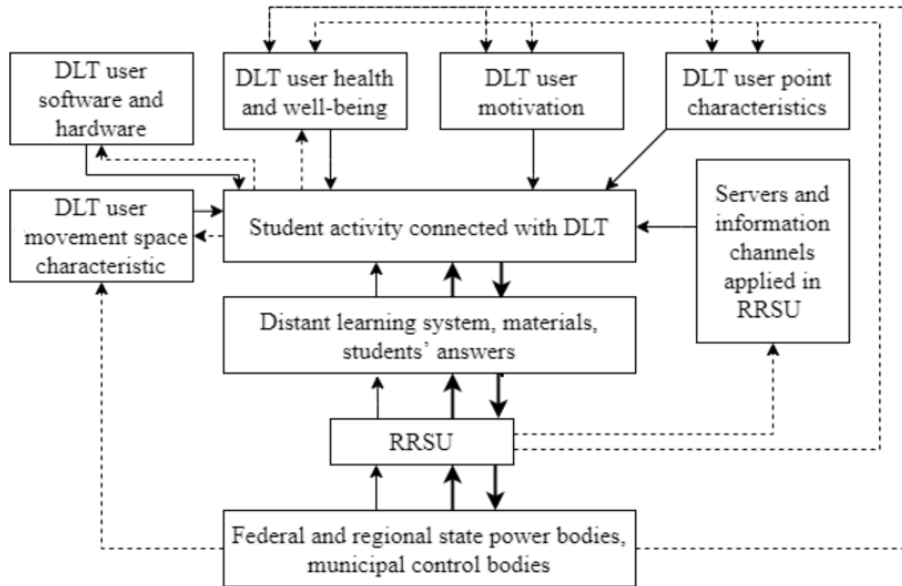 DLT user
software and
hardware
DLT user health
and well-being
DLT user
motivation
DLT user point
characteristics
DLT user
movement space
characteristic
Student activity connected with DLT
Servers and
information
channels
applied in
RRSU
Distant learning system, materials,
students’ answers
RRSU
Federal and regional state power bodies,
municipal control bodies